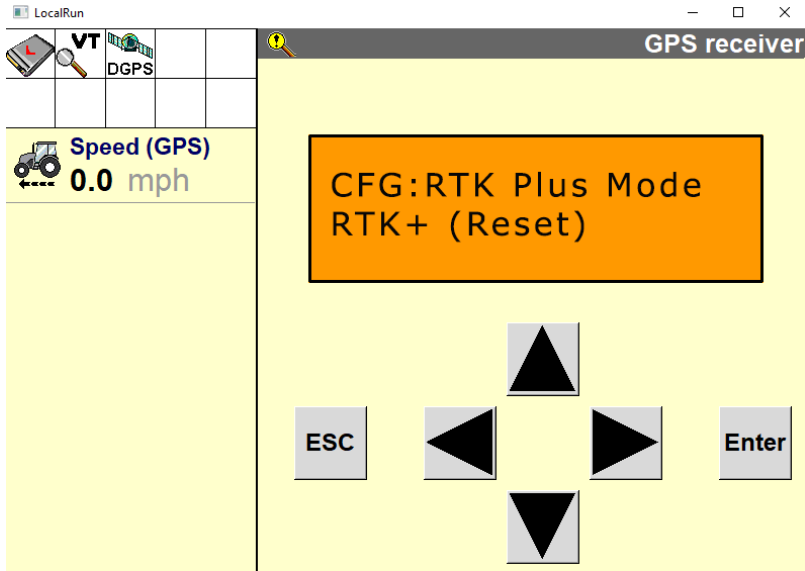 LocalRun
VT
DGPS
GPS receiver
Speed (GPS)
0.0 mph
CFG:RTK Plus Mode
RTK+ (Reset)
ESC
Enter